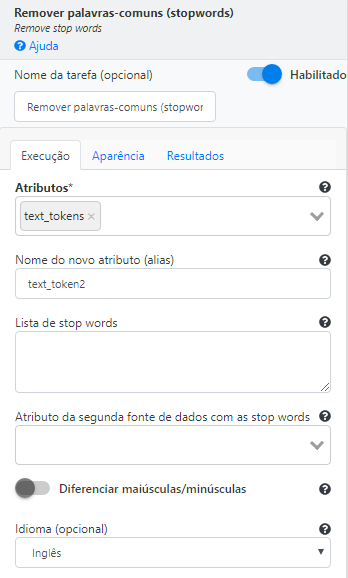 Remover palavras-comuns (stopwords)
Remove stop words
Ajuda
Nome da tarefa (opcional)
Habilitado
Remover palavras-comuns (stopwor
Execução Aparência Resultados
Atributos*
text_tokens ×
Nome do novo atributo (alias)
text_token2
Lista de stop words
Atributo da segunda fonte de dados com as stop words
Diferenciar maiúsculas/minúsculas
Idioma (opcional)
Inglês